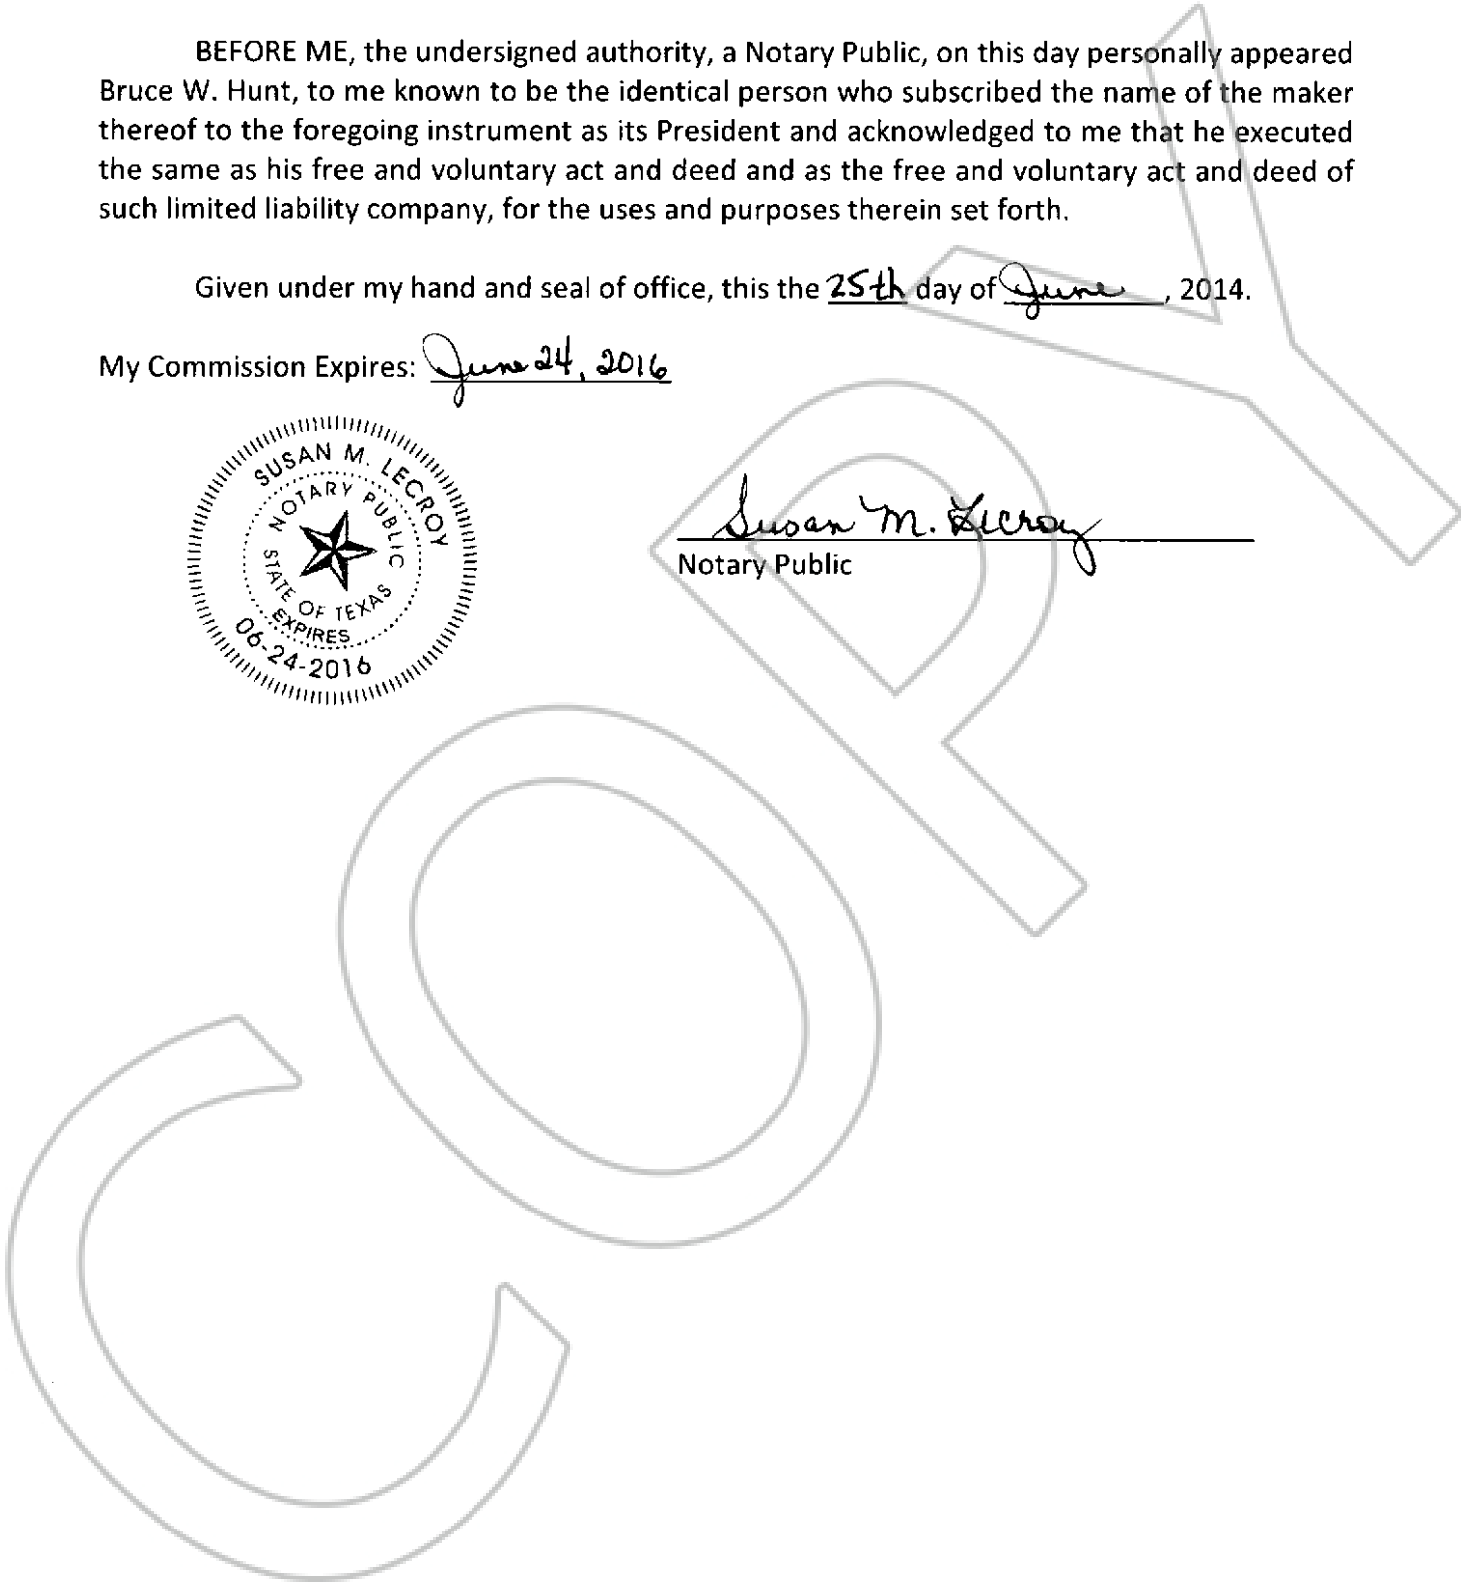 BEFORE ME, the undersigned authority, a Notary Public, on this day personally appeared
Bruce W. Hunt, to me known to be the identical person who subscribed the name of the maker
thereof to the foregoing instrument as its President and acknowledged to me that he executed
the same as his free and voluntary act and deed and as the free and voluntary act and deed of
such limited liability company, for the uses and purposes therein set forth.
Given under my hand and seal of office, this the 25th day of June, 2014.
My Commission Expires: June 24, 2016
SUSAN M. LECROY
NOTARY PUBLIC
STATE OF TEXAS
EXPIRES
06-24-2016
Susan M. Lecroy
Notary Public
COPY